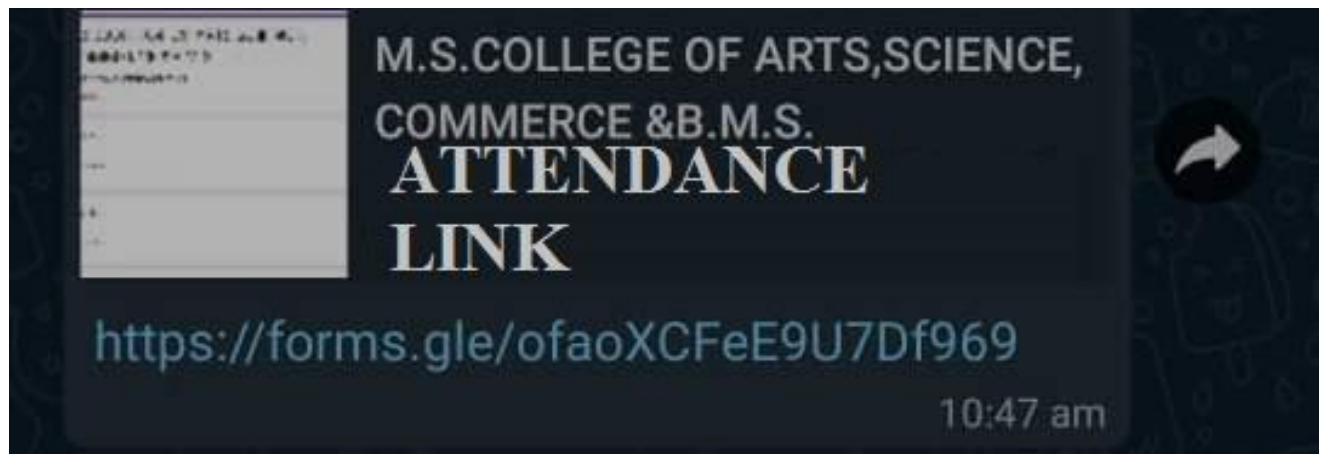 M.S.COLLEGE OF ARTS,SCIENCE,
COMMERCE &B.M.S.
ATTENDANCE
LINK
https://forms.gle/ofaoXCFeE9U7Df969
10:47 am